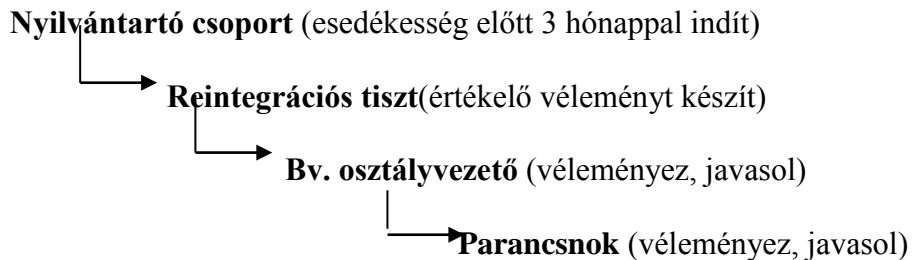 Nyilvántartó csoport (esedékesség előtt 3 hónappal indít)
Reintegrációs tiszt(értékelő véleményt készít)
Bv. osztályvezető (véleményez, javasol)
Parancsnok (véleményez, javasol)